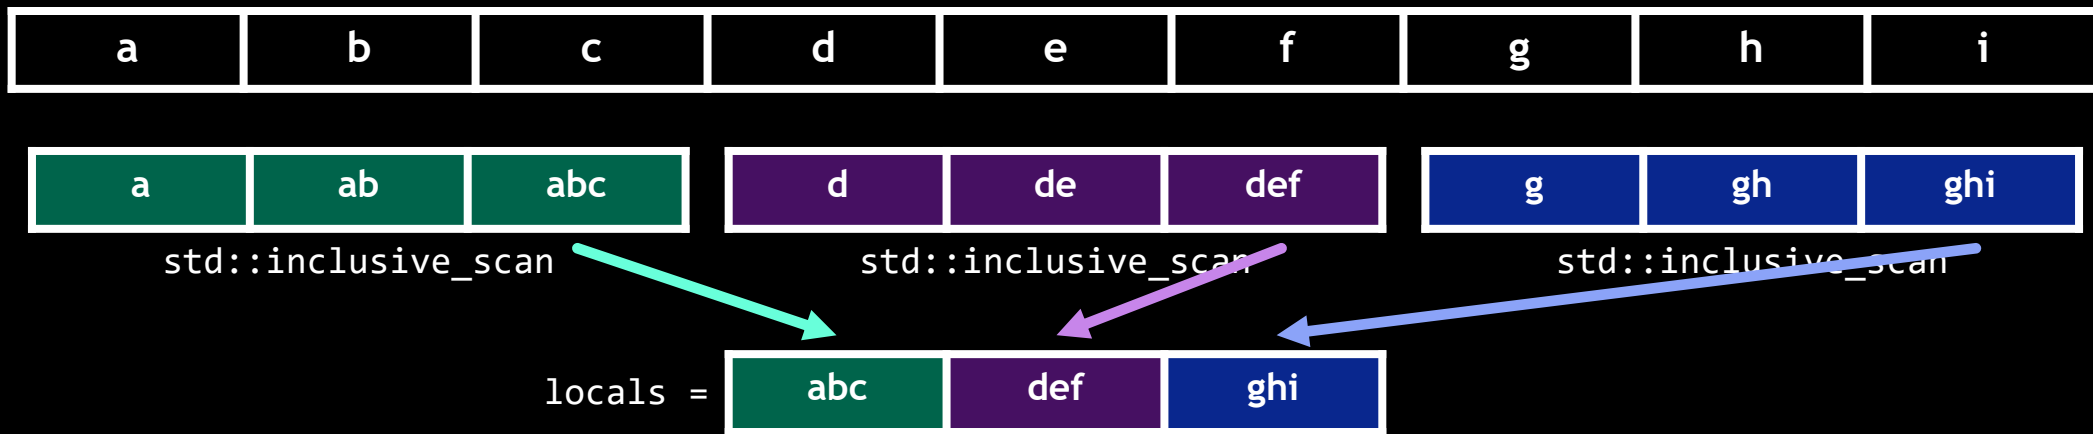 a b c d e f g h i
a ab abc d de def g gh ghi
std::inclusive_scan std::inclusive_scan std::inclusive_scan
locals = abc def ghi